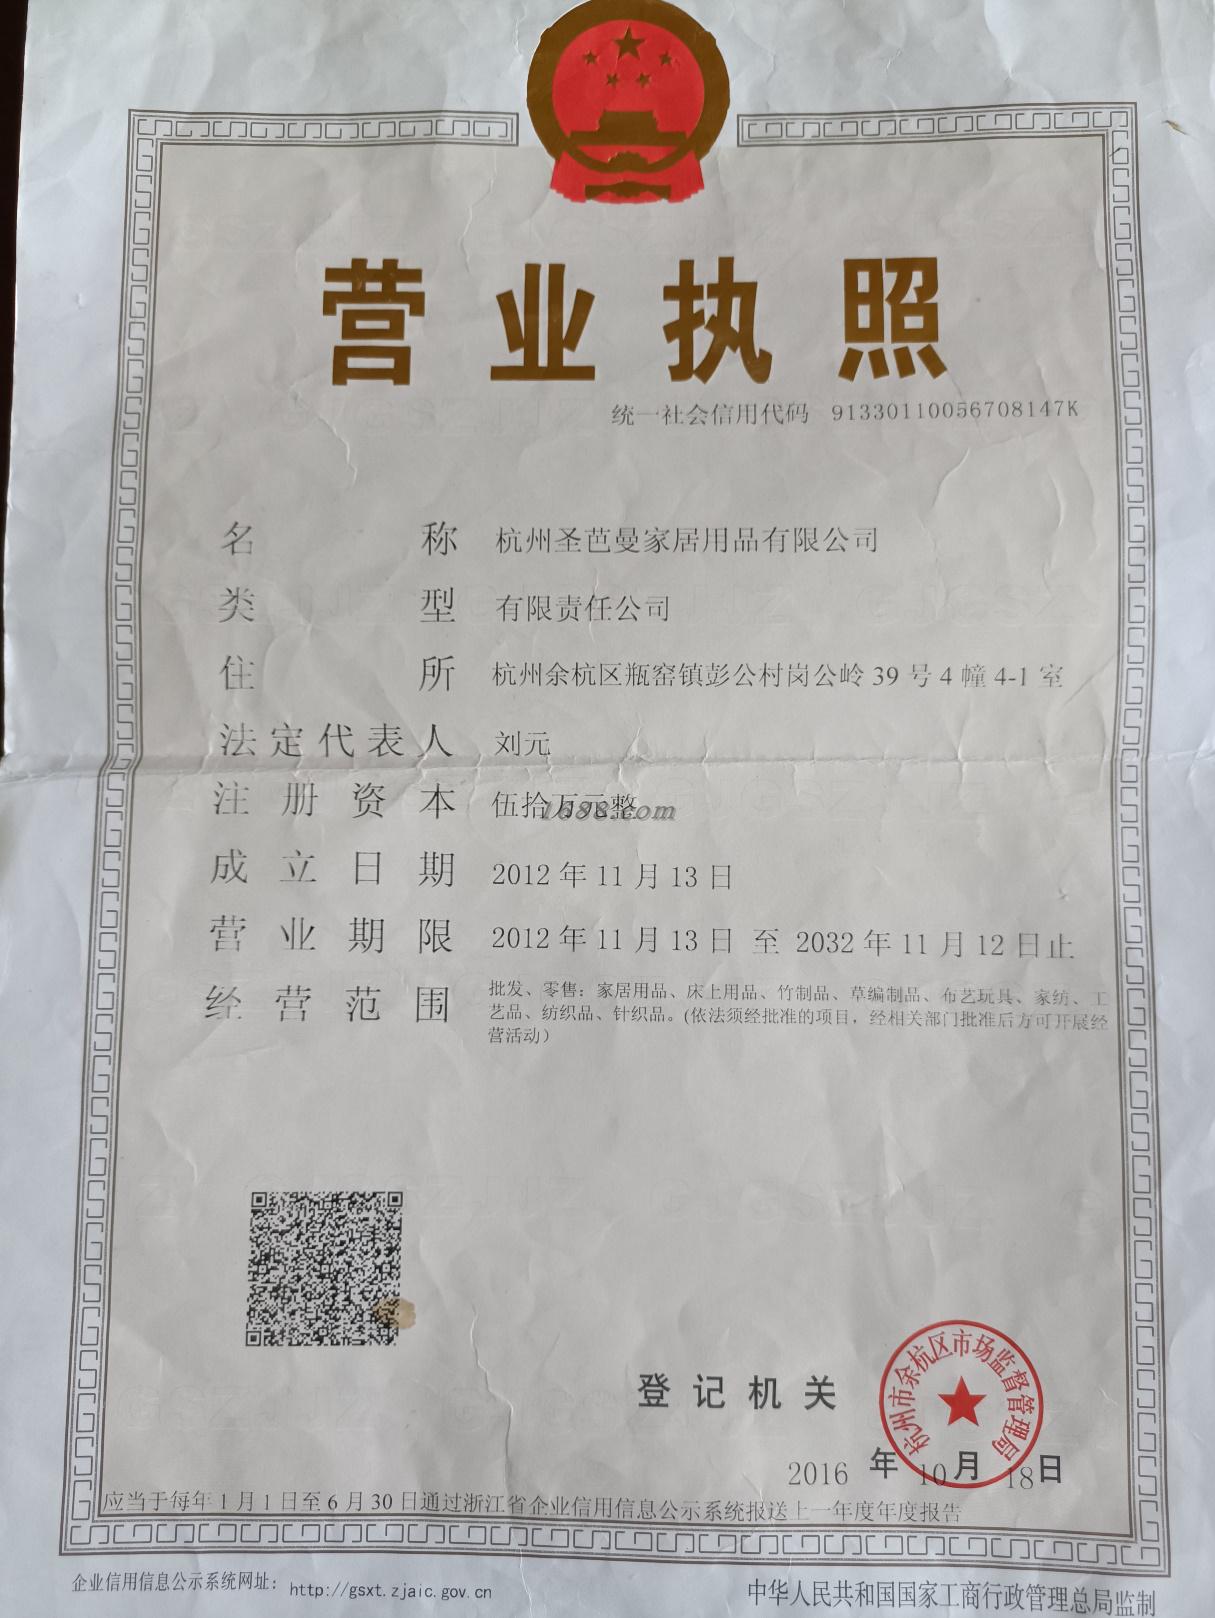 营业执照
统一社会信用代码 91330110056708147K
名称 杭州圣芭曼家居用品有限公司
类型 有限责任公司
住所 杭州余杭区瓶窑镇彭公村岗公岭39号4幢4-1室
法定代表人 刘元
注册资本 伍拾万元整
1688.com
成立日期 2012年11月13日
营业期限 2012年11月13日至2032年11月12日止
经营范围 批发、零售：家居用品、床上用品、竹制品、草编制品、布艺玩具、家纺、工
艺品、纺织品、针织品。(依法须经批准的项目，经相关部门批准后方可开展经
营活动）
登记机关
杭州市余杭区市场监督管理局
2016年10月18日
应当于每年1月1日至6月30日通过浙江省企业信用信息公示系统报送上一年度年度报告
企业信用信息公示系统网址：http://gsxt.zjaic.gov.cn
中华人民共和国国家工商行政管理总局监制